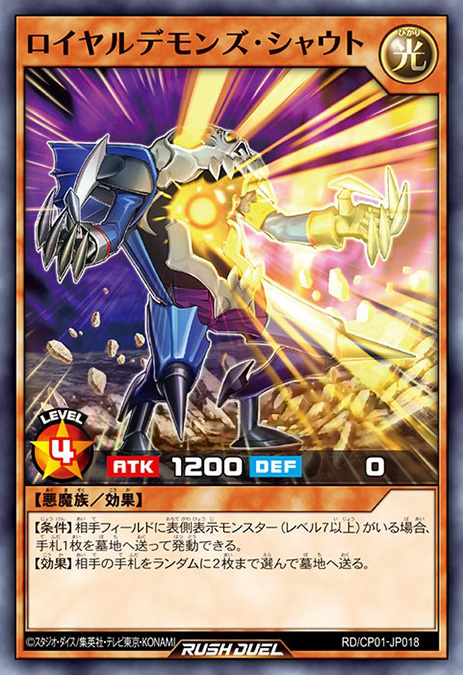 ロイヤルデモンズ・シャウト
ひかり
光
LEVEL
4
ATK 1200 DEF 0
【悪魔族／効果】
【条件】相手フィールドに表側表示モンスター（レベル7以上）がいる場合、
手札1枚を墓地へ送って発動できる。
【効果】相手の手札をランダムに2枚まで選んで墓地へ送る。
©スタジオ・ダイス/集英社・テレビ東京・KONAMI
RUSH DUEL
RD/CP01-JP018